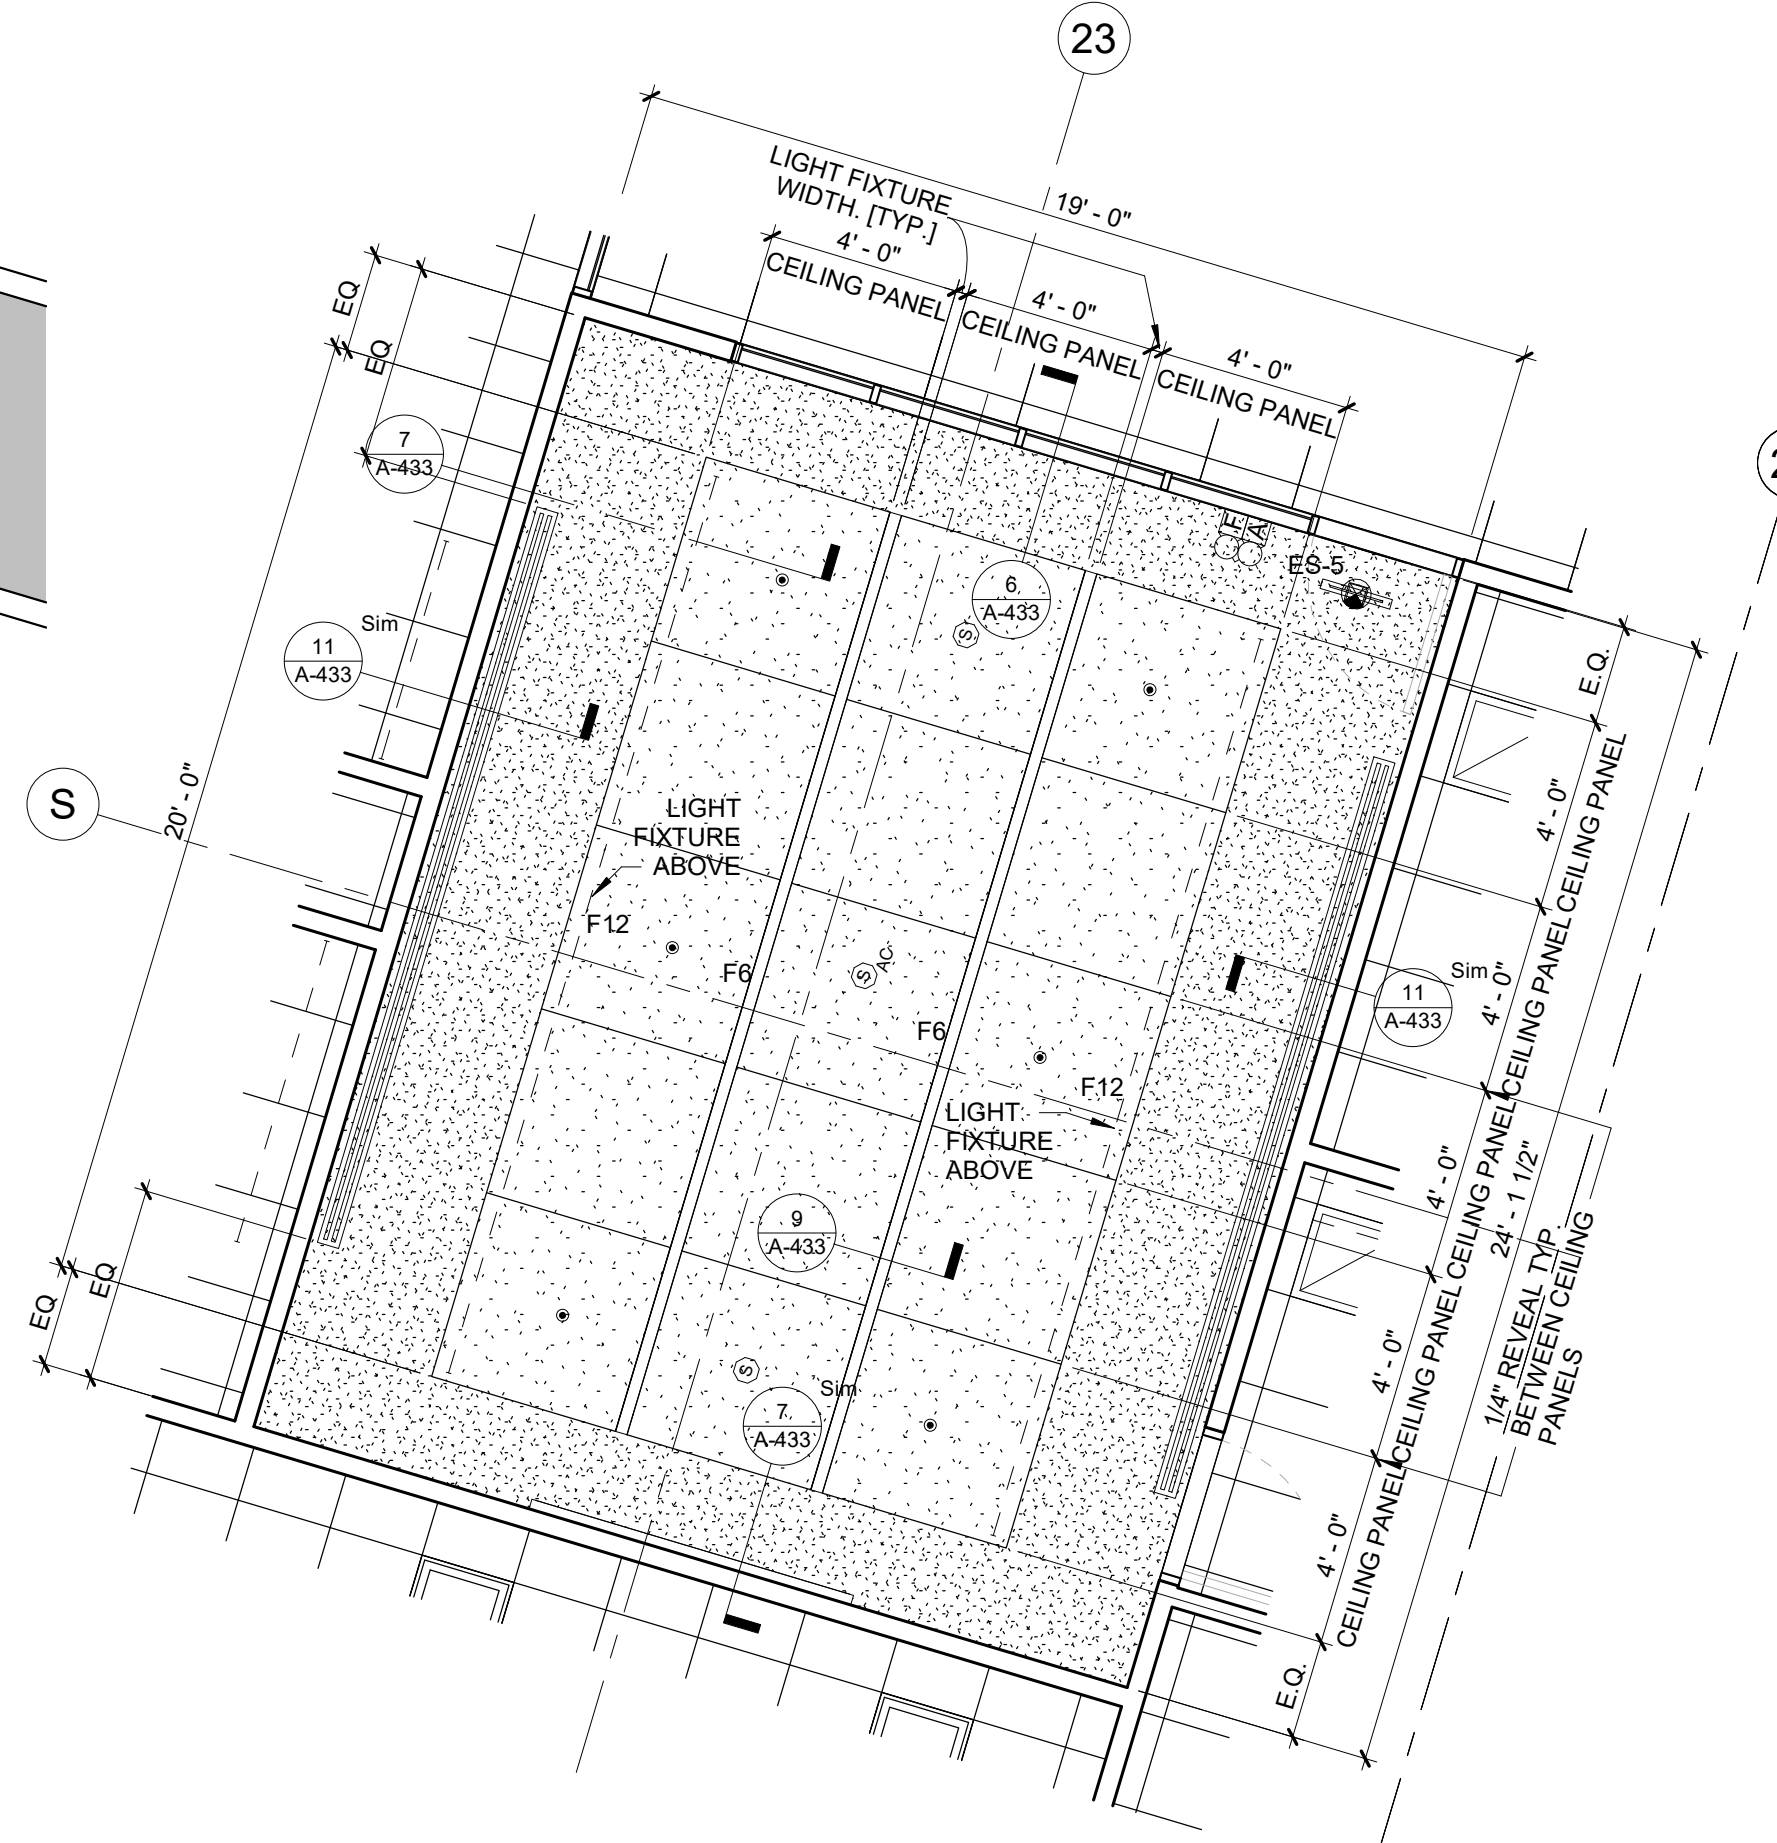 23
LIGHT FIXTURE
WIDTH. [TYP.]
19' - 0"
4' - 0"
CEILING PANEL
4' - 0"
CEILING PANEL
4' - 0"
CEILING PANEL
EQ
EQ
7
A-433
F
A
ES-5
6
A-433
S
Sim
11
A-433
E.Q.
S
20' - 0"
LIGHT
FIXTURE
ABOVE
F12
F6
S
AC
F6
F12
LIGHT
FIXTURE
ABOVE
Sim
11
A-433
4' - 0"
CEILING PANEL
4' - 0"
CEILING PANEL
4' - 0"
CEILING PANEL
4' - 0"
CEILING PANEL
4' - 0"
CEILING PANEL
4' - 0"
CEILING PANEL
24' - 1 1/2"
1/4" REVEAL TYP.
BETWEEN CEILING
PANELS
9
A-433
EQ
EQ
S
Sim
7
A-433
E.Q.